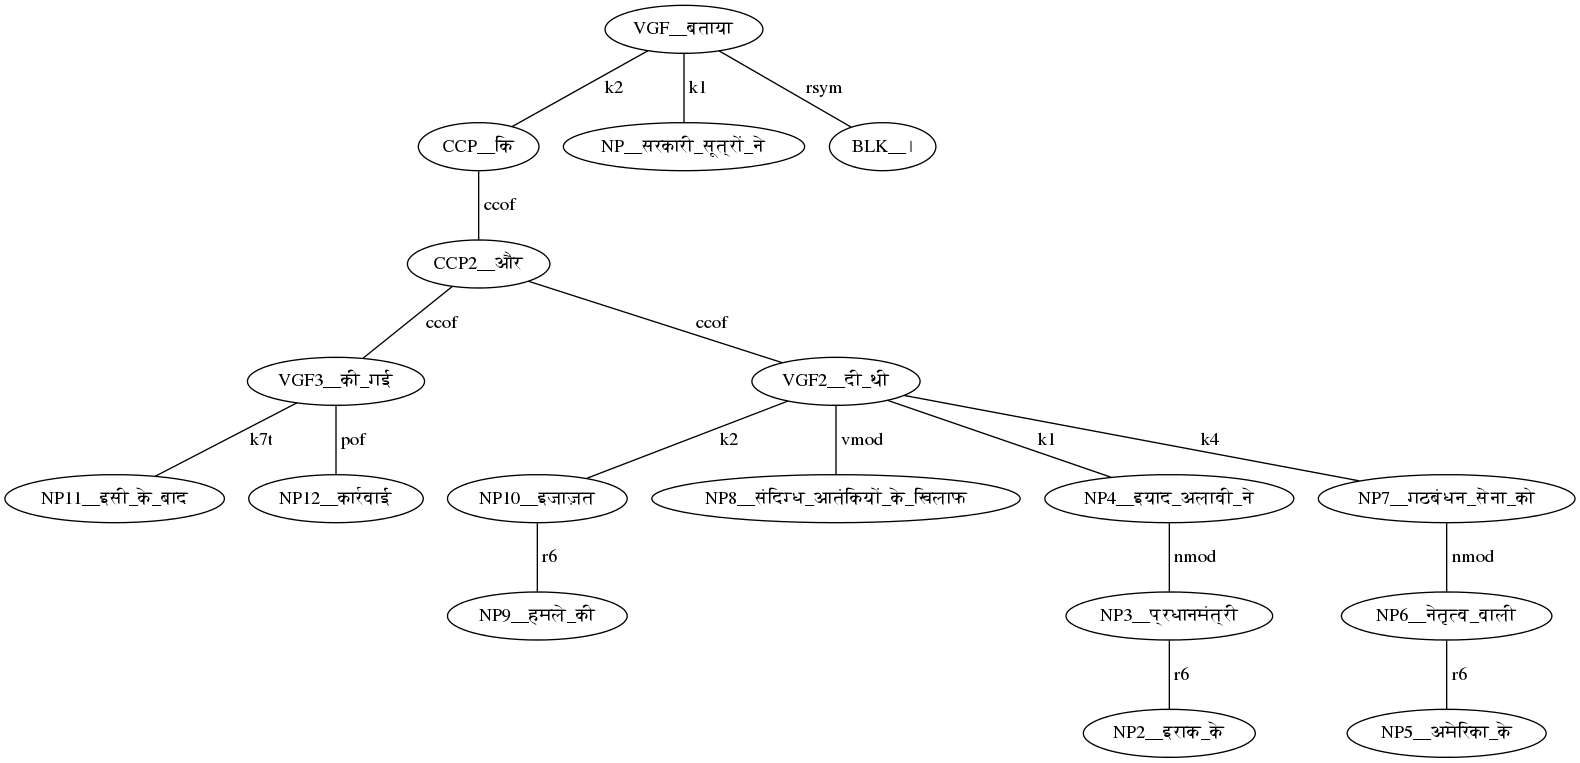 VGF__बताया
k2 k1 rsym
CCP__कि NP__सरकारी_सूत्रों_ने BLK__।
ccof
CCP2__और
ccof ccof
VGF3__की_गई VGF2__दी_थी
k7t pof k2 vmod k1 k4
NP11__इसी_के_बाद NP12__कार्रवाई NP10__इजाज़त NP8__संदिग्ध_आतंकियों_के_खिलाफ NP4__इयाद_अलावी_ने NP7__गठबंधन_सेना_को
r6 nmod nmod
NP9__हमले_की NP3__प्रधानमंत्री NP6__नेतृत्व_वाली
r6 r6
NP2__इराक_के NP5__अमेरिका_के